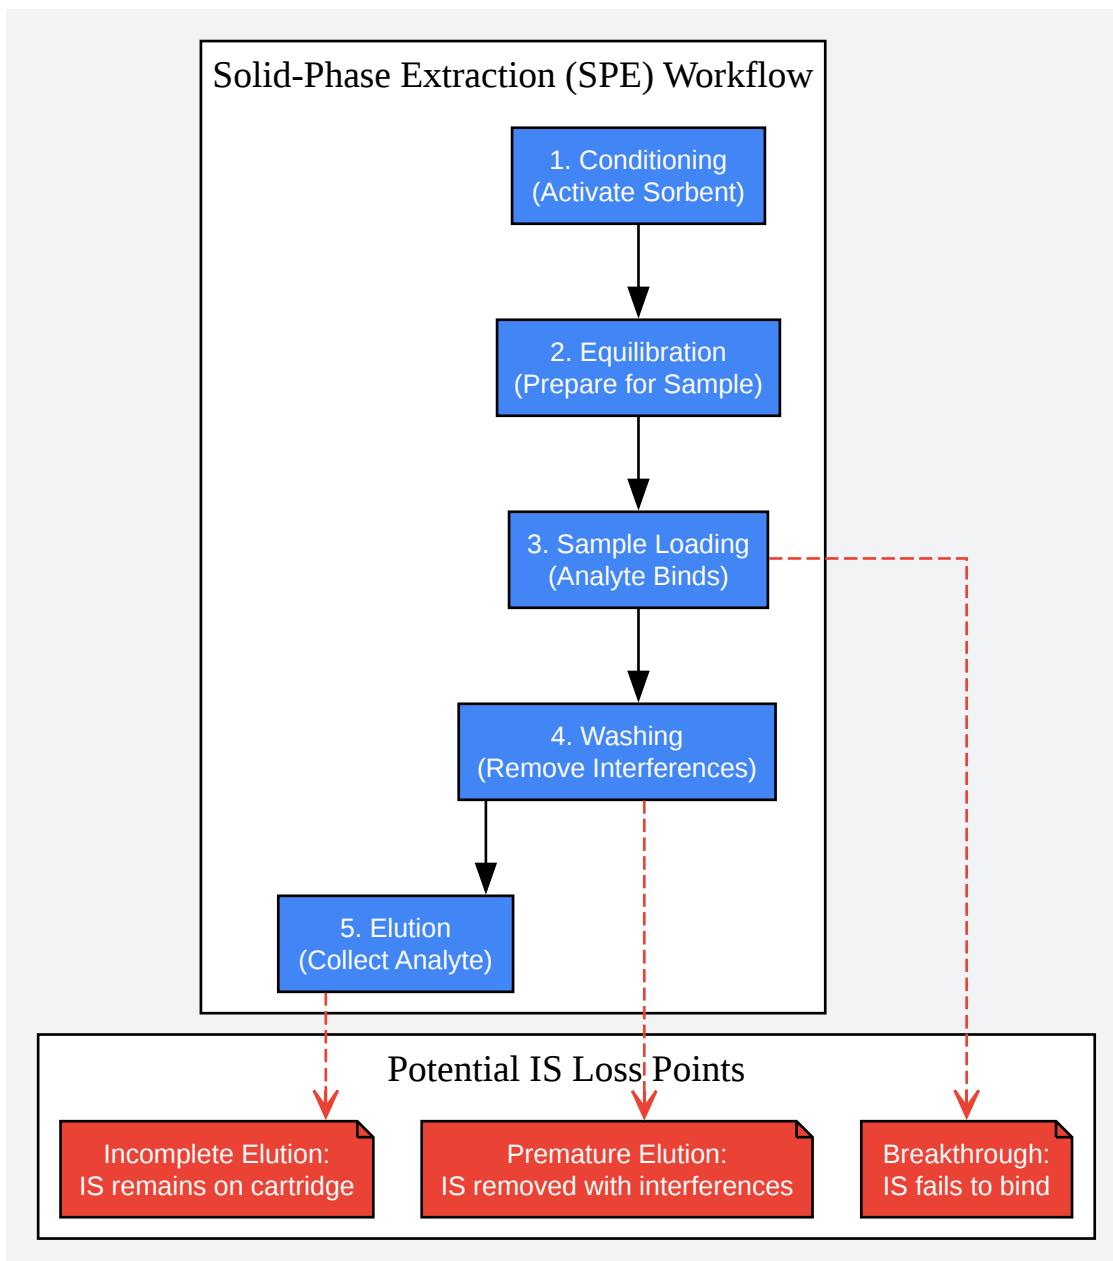 Solid-Phase Extraction (SPE) Workflow
1. Conditioning
(Activate Sorbent)
2. Equilibration
(Prepare for Sample)
3. Sample Loading
(Analyte Binds)
4. Washing
(Remove Interferences)
5. Elution
(Collect Analyte)
Potential IS Loss Points
Incomplete Elution:
IS remains on cartridge
Premature Elution:
IS removed with interferences
Breakthrough:
IS fails to bind